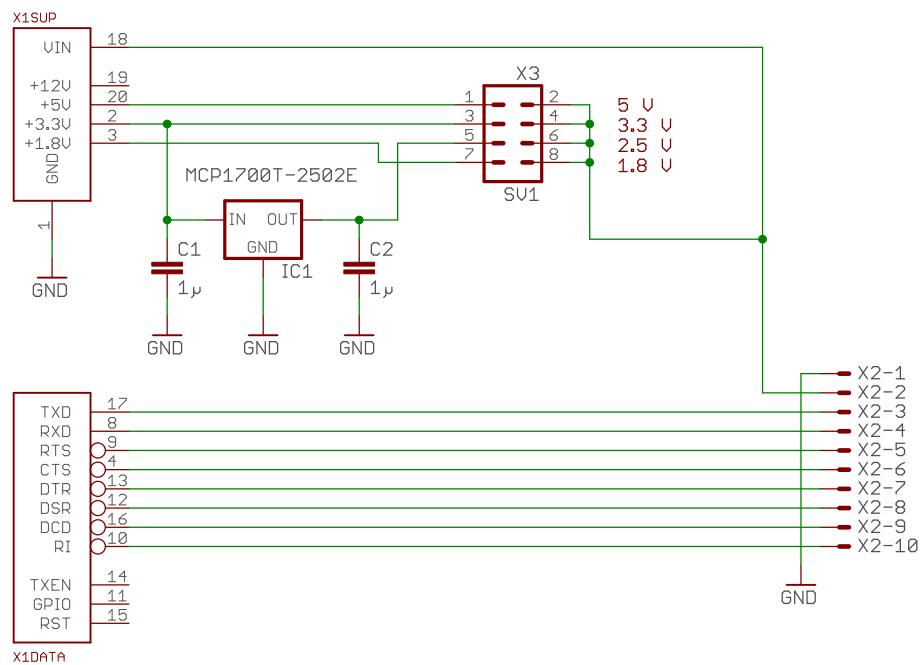 X1SUP
VIN 18
+12V 19
+5V 20
+3.3V 2
+1.8V 3
GND
1
GND
X3
1 2 5 V
3 4 3.3 V
5 6 2.5 V
7 8 1.8 V
SV1
MCP1700T-2502E
IN OUT
GND
IC1
C1
1µ
C2
1µ
GND
GND
GND
X2-1
X2-2
X2-3
X2-4
X2-5
X2-6
X2-7
X2-8
X2-9
X2-10
GND
TXD 17
RXD 8
RTS 9
CTS 4
DTR 13
DSR 12
DCD 16
RI 10
TXEN 14
GPIO 11
RST 15
X1DATA